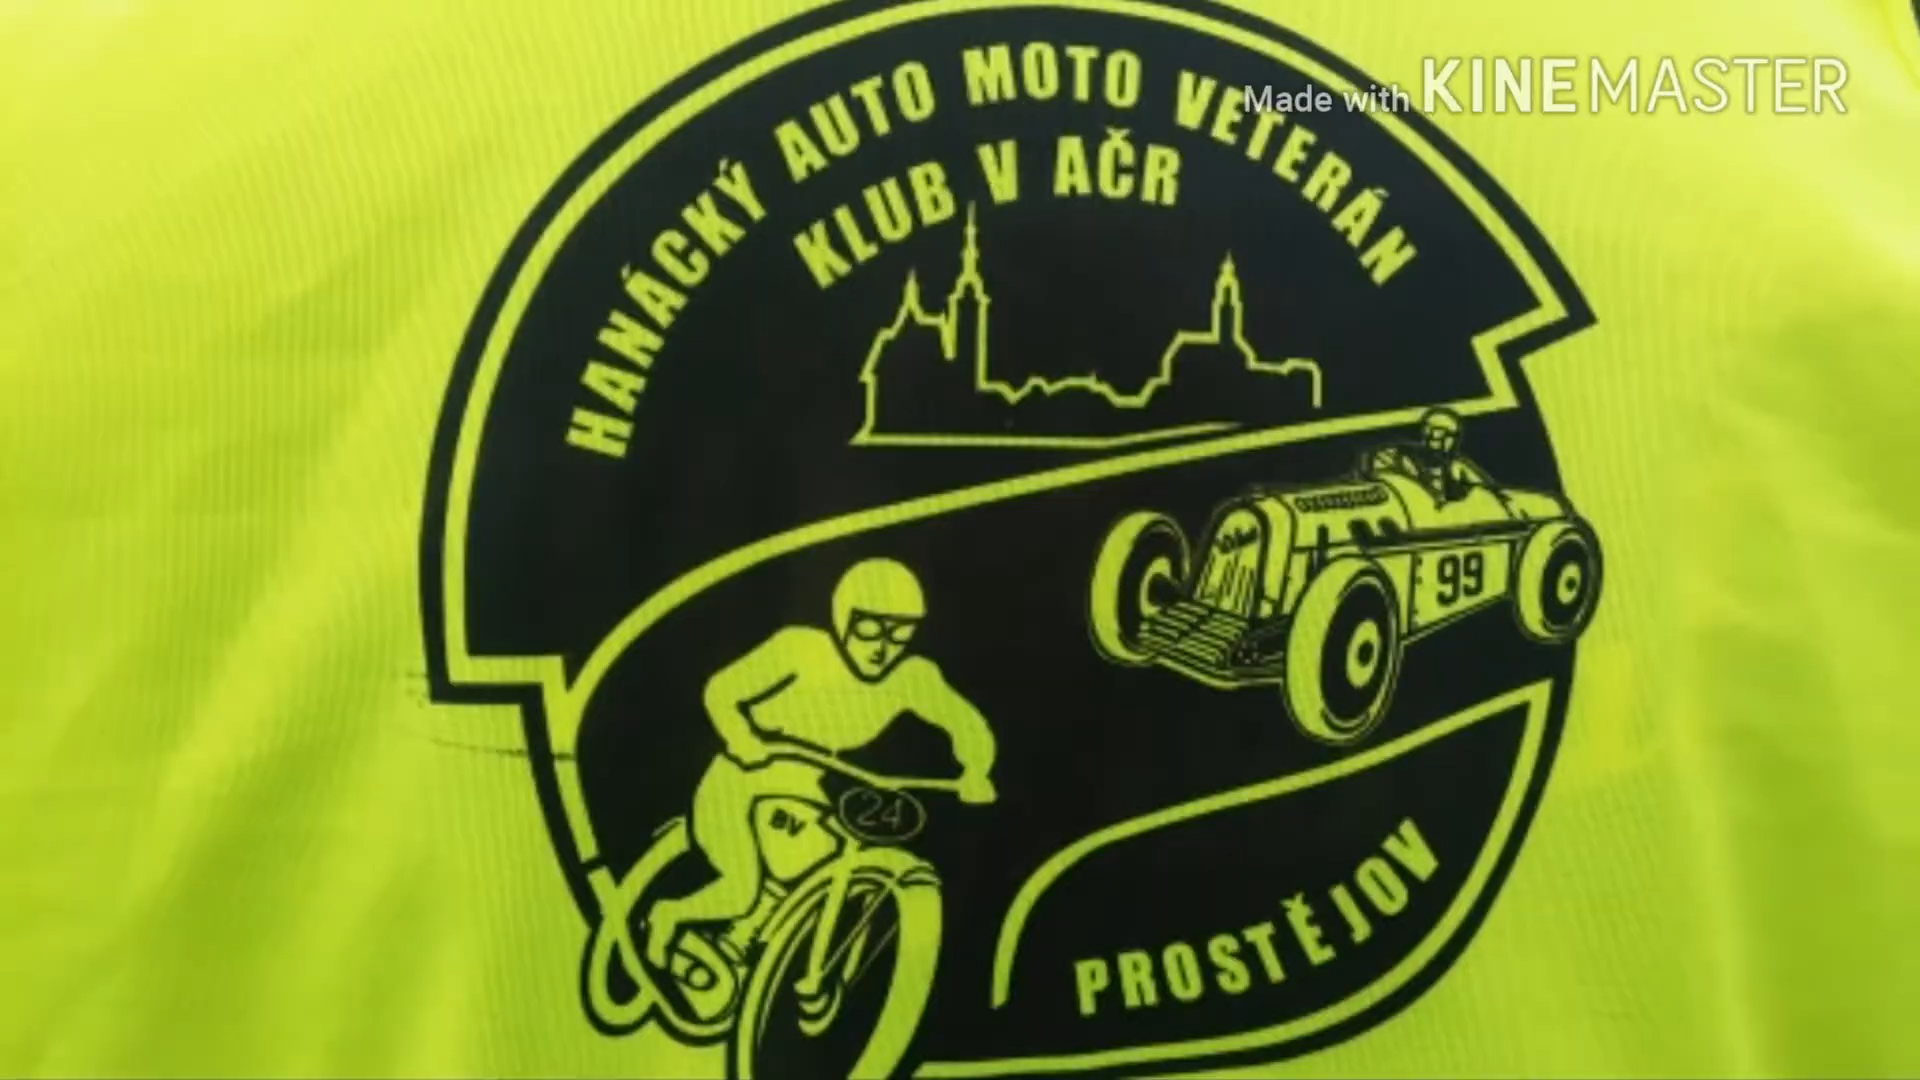 Made with KINEMASTER
HANÁCKÝ AUTO MOTO VETERÁN
KLUB V AČR
99
24
BV
PROSTĚJOV